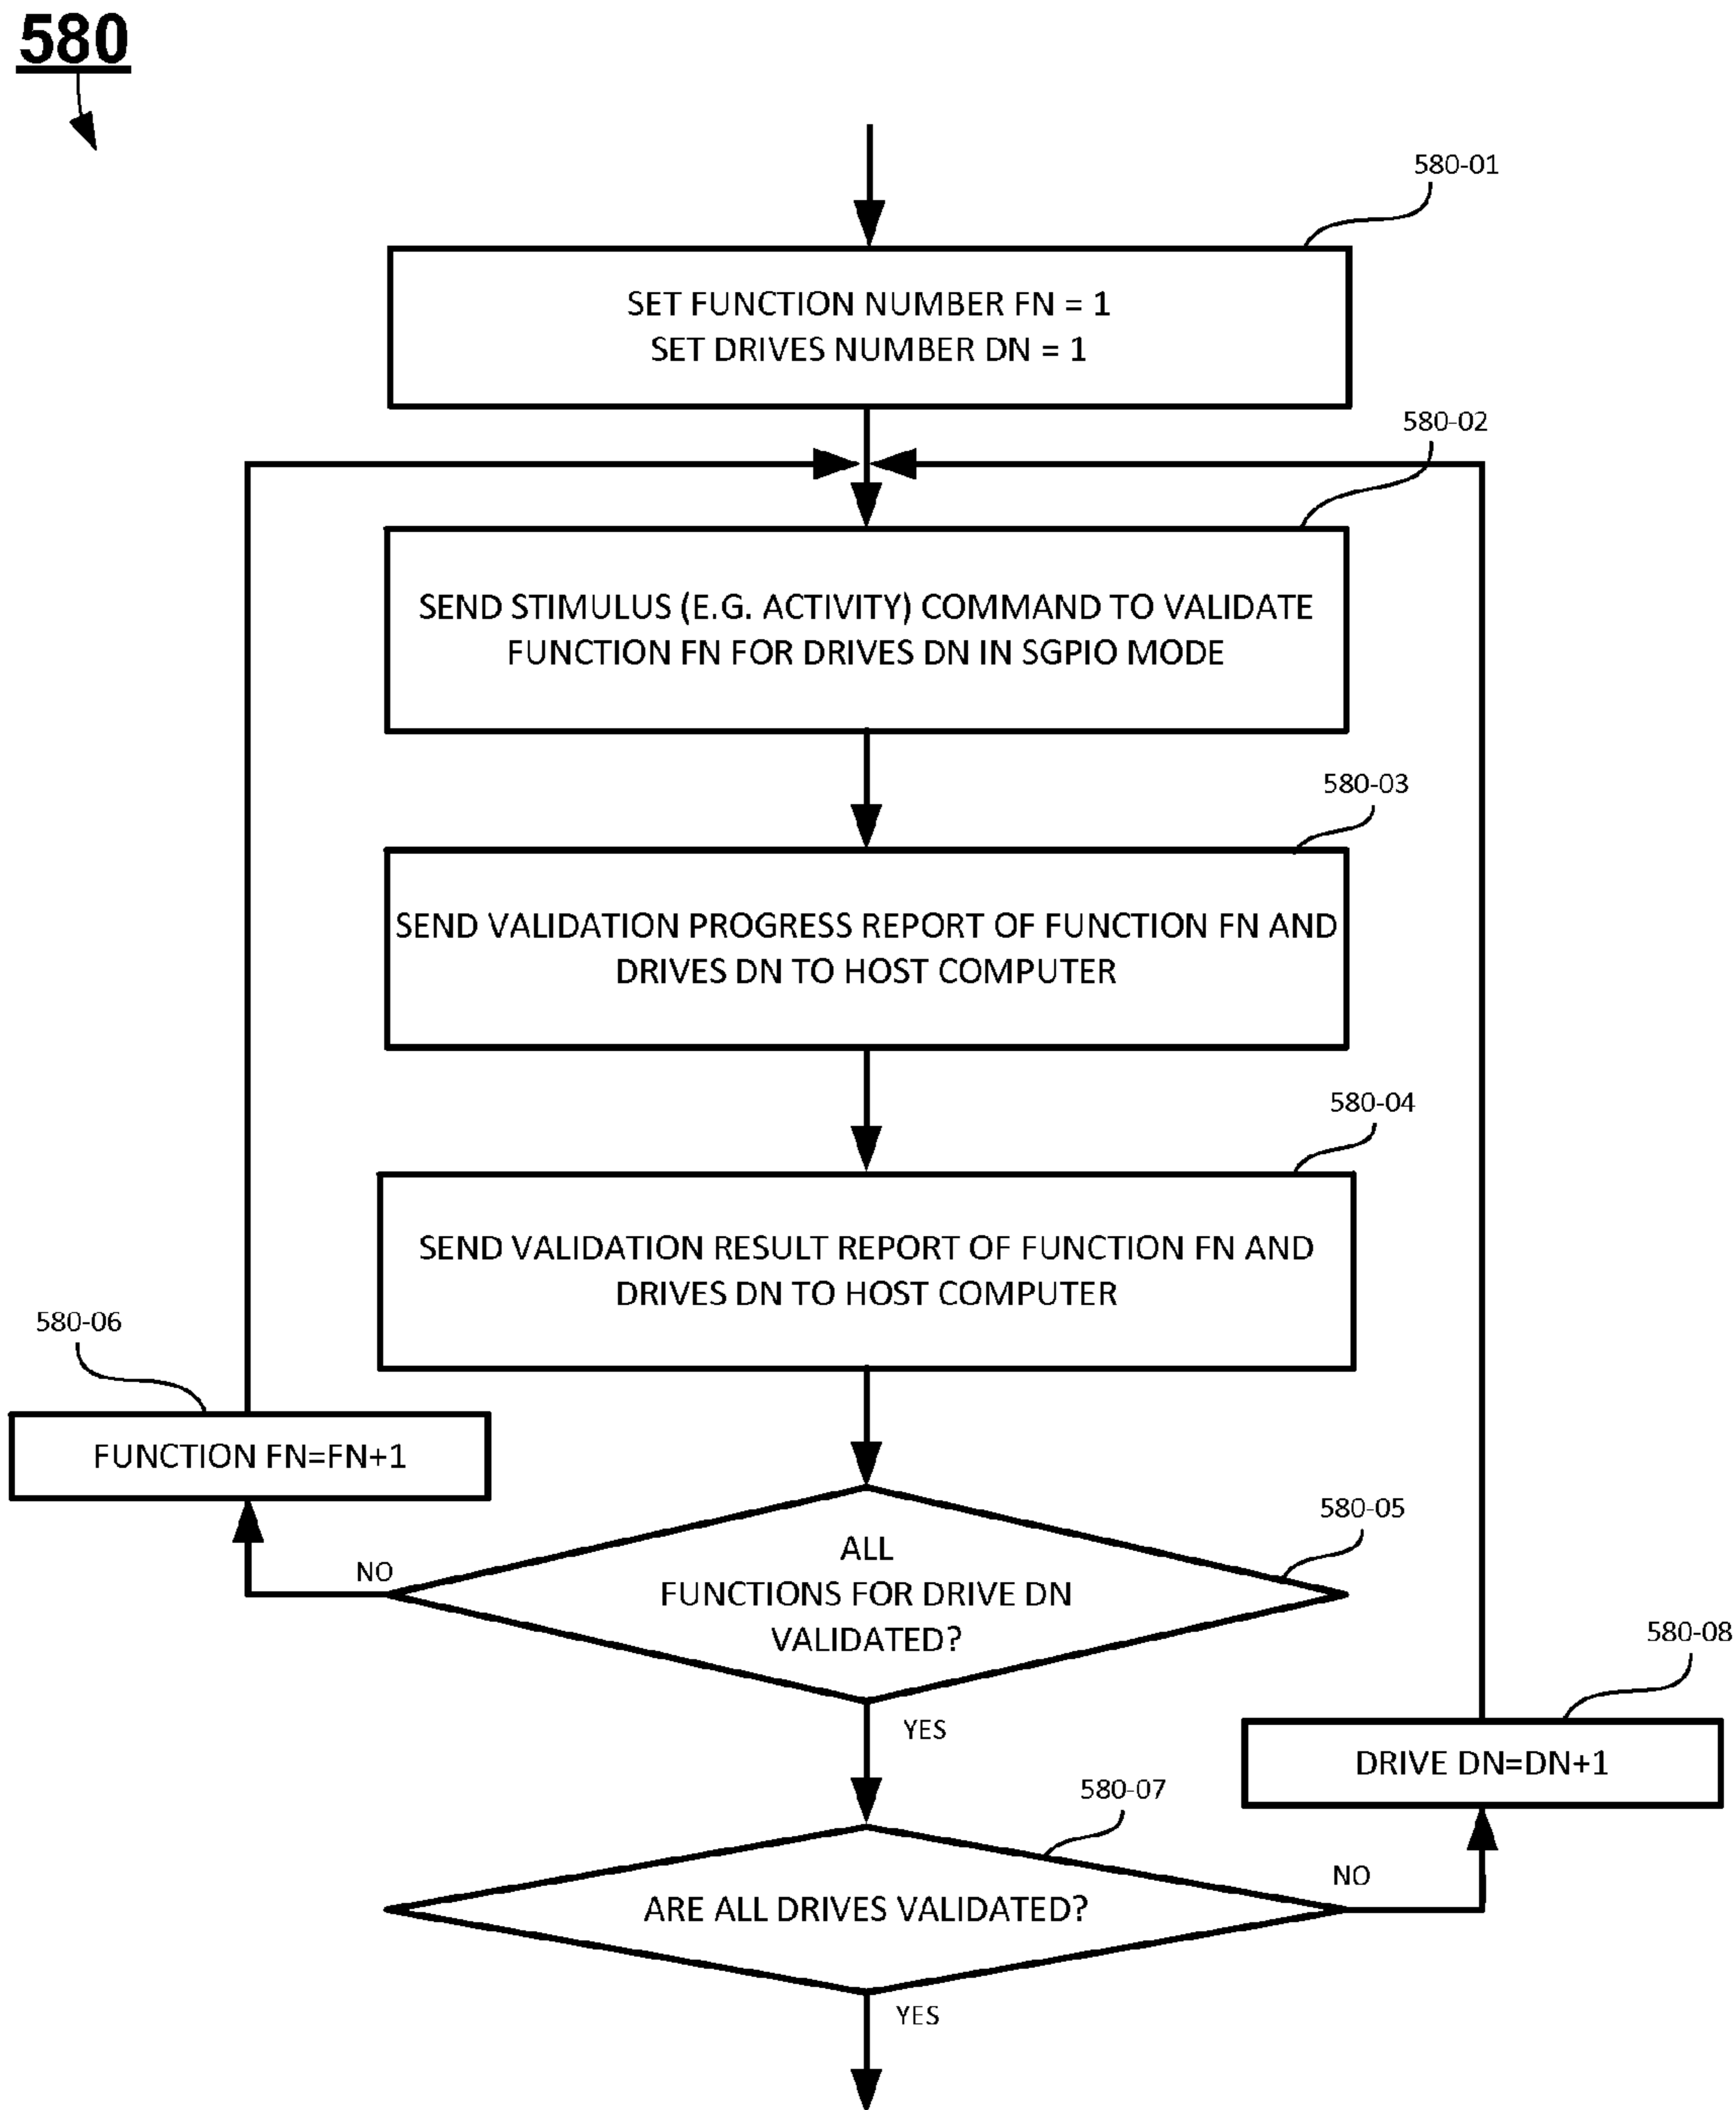 580
580-01
SET FUNCTION NUMBER FN = 1
SET DRIVES NUMBER DN = 1
580-02
SEND STIMULUS (E.G. ACTIVITY) COMMAND TO VALIDATE
FUNCTION FN FOR DRIVES DN IN SGPIO MODE
580-03
SEND VALIDATION PROGRESS REPORT OF FUNCTION FN AND
DRIVES DN TO HOST COMPUTER
580-04
SEND VALIDATION RESULT REPORT OF FUNCTION FN AND
DRIVES DN TO HOST COMPUTER
580-06
FUNCTION FN=FN+1
580-05
ALL
FUNCTIONS FOR DRIVE DN
VALIDATED?
NO
YES
580-08
DRIVE DN=DN+1
580-07
ARE ALL DRIVES VALIDATED?
NO
YES